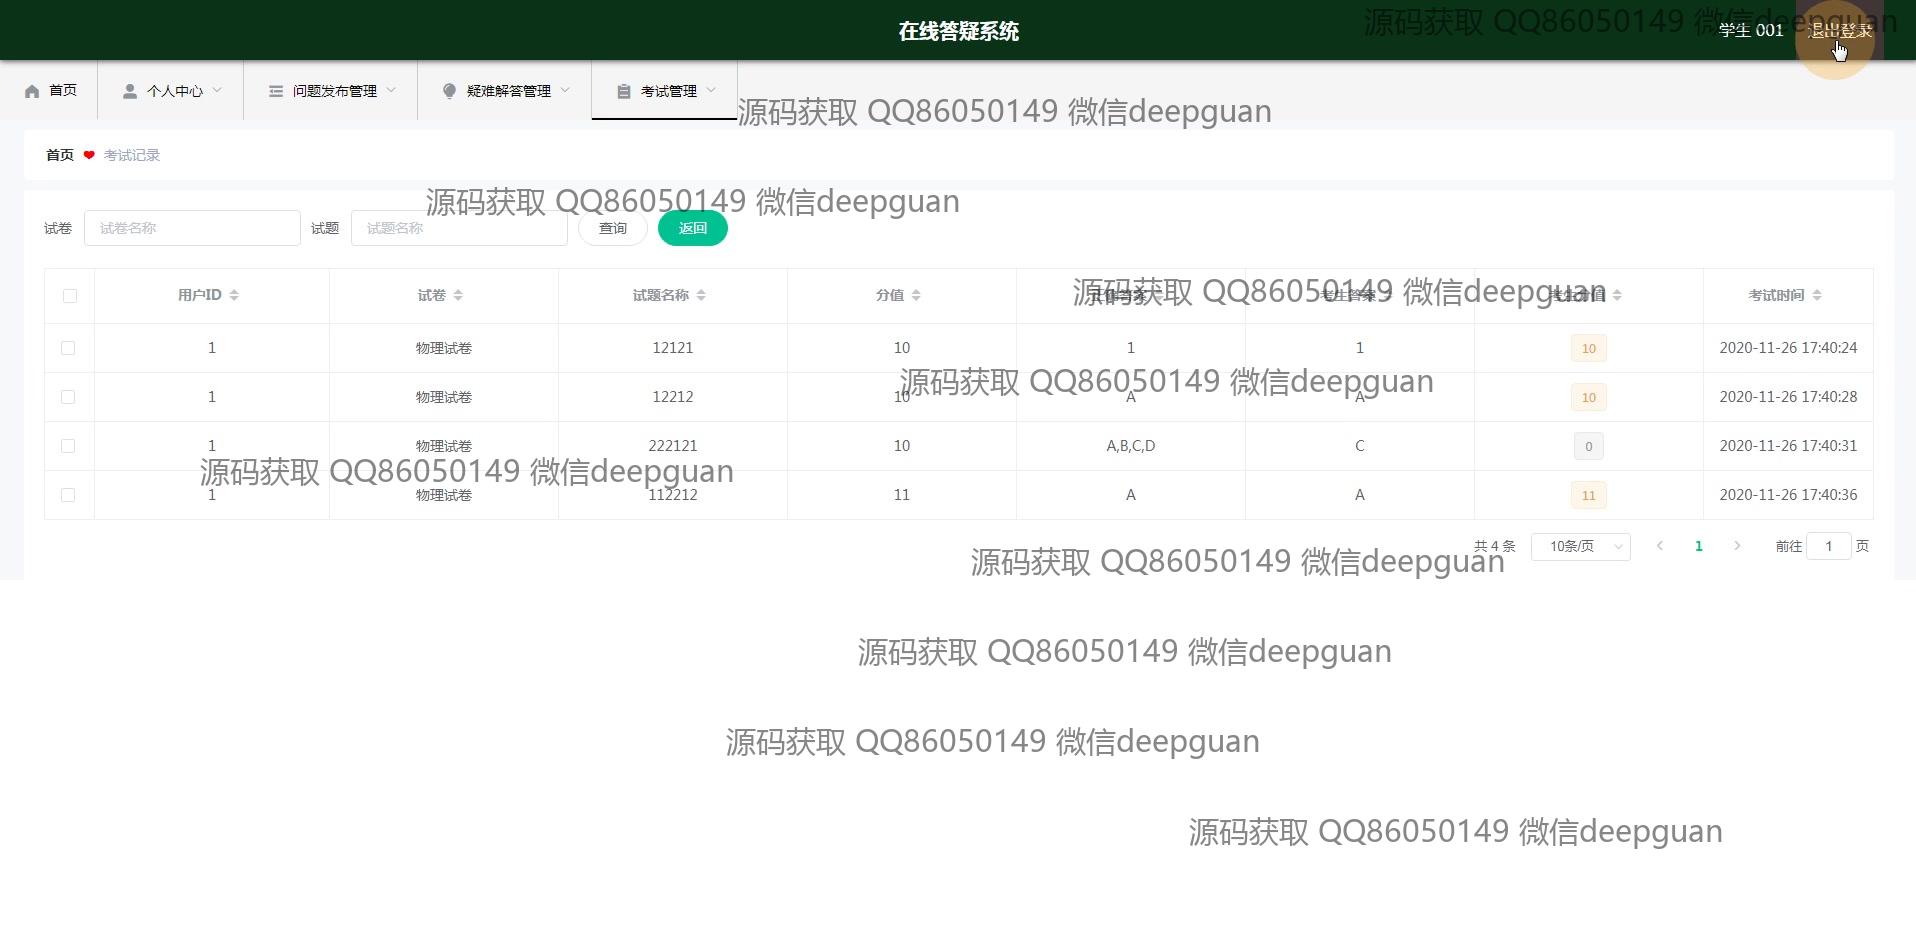 在线答疑系统
学生 001
退出登录
源码获取 QQ86050149 微信deepguan
首页
个人中心
问题发布管理
疑难解答管理
考试管理
源码获取 QQ86050149 微信deepguan
首页 考试记录
源码获取 QQ86050149 微信deepguan
试卷 试卷名称 试题 试题名称 查询 返回
用户ID 试卷 试题名称 分值 正确答案 考生答案 考生分值 考试时间
源码获取 QQ86050149 微信deepguan
1 物理试卷 12121 10 1 1 10 2020-11-26 17:40:24
源码获取 QQ86050149 微信deepguan
1 物理试卷 12212 10 A A 10 2020-11-26 17:40:28
1 物理试卷 222121 10 A,B,C,D C 0 2020-11-26 17:40:31
源码获取 QQ86050149 微信deepguan
1 物理试卷 112212 11 A A 11 2020-11-26 17:40:36
共 4 条 10条/页 1 前往 1 页
源码获取 QQ86050149 微信deepguan
源码获取 QQ86050149 微信deepguan
源码获取 QQ86050149 微信deepguan
源码获取 QQ86050149 微信deepguan